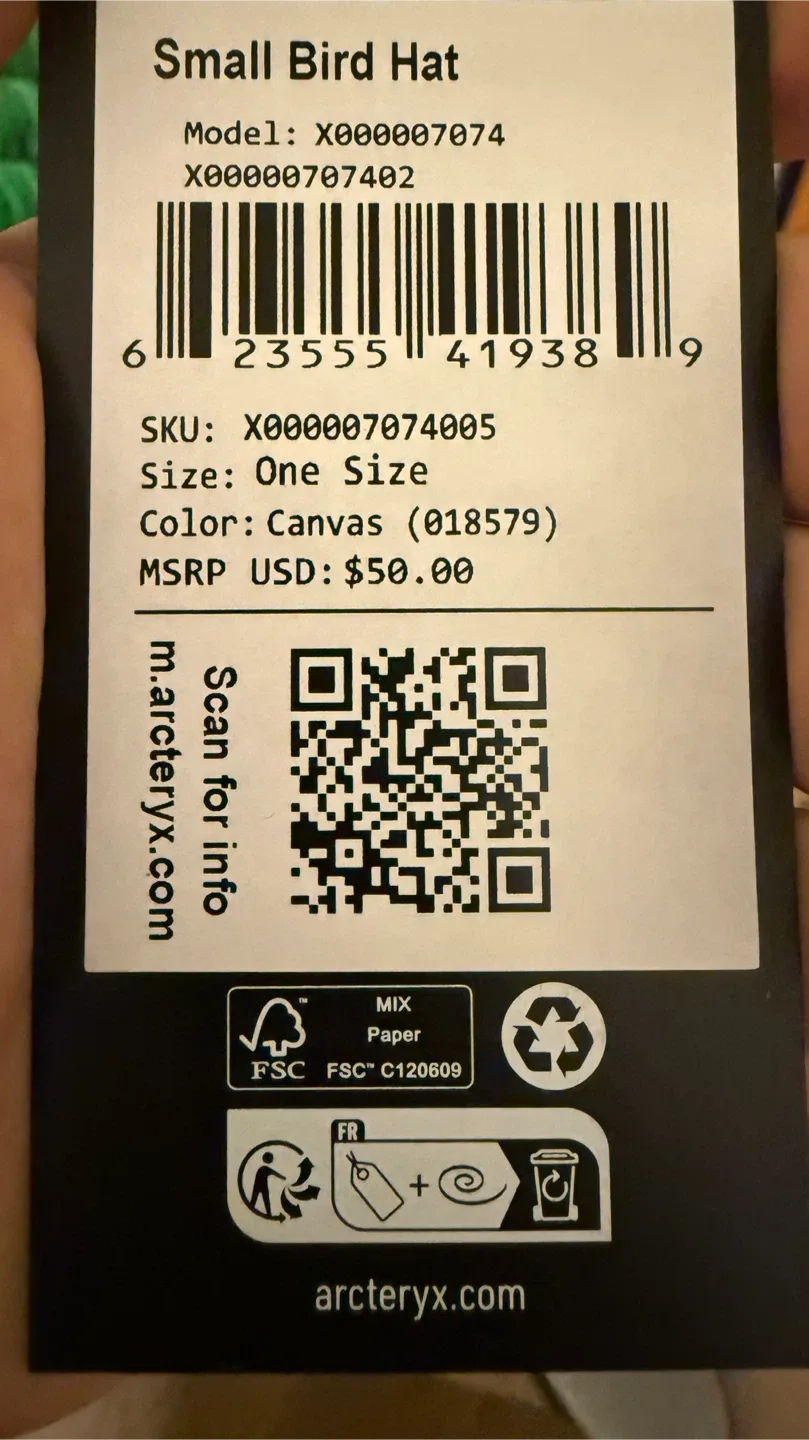 Small Bird Hat
Model: X000007074
X00000707402
6 23555 41938 9
SKU: X000007074005
Size: One Size
Color: Canvas (018579)
MSRP USD: $50.00
Scan for info
m.arcteryx.com
FSC™
MIX
Paper
FSC™ C120609
FR
+
arcteryx.com